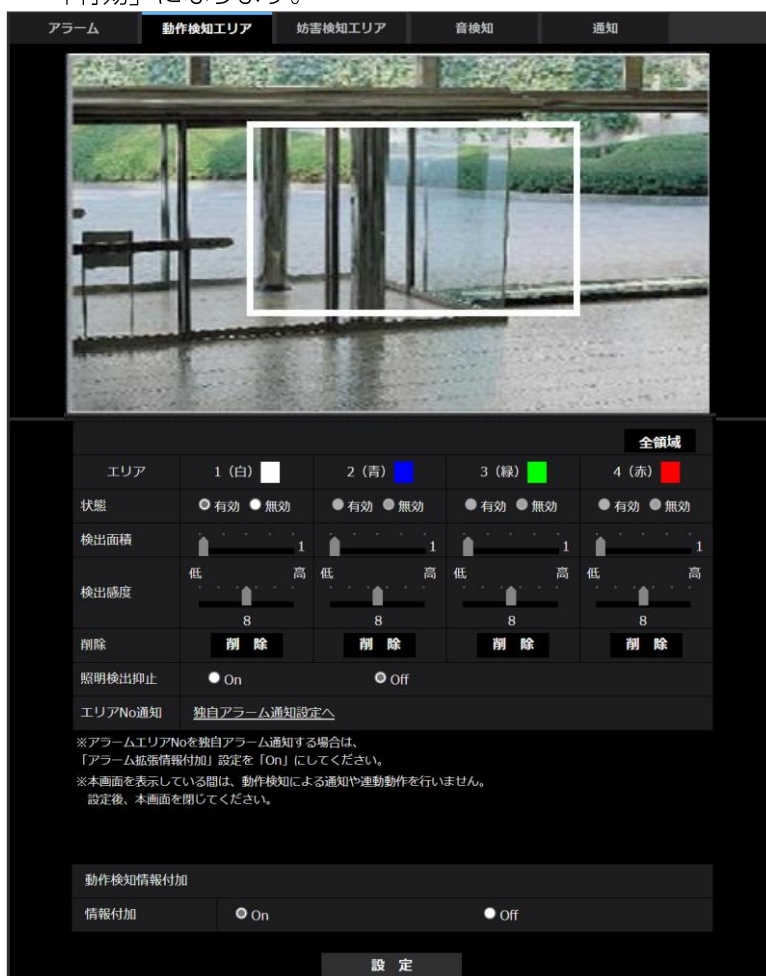 「有効」になります。
アラーム 動作検知エリア 妨害検知エリア 音検知 通知
全領域
エリア 1（白） 2（青） 3（緑） 4（赤）
状態 有効 無効 有効 無効 有効 無効 有効 無効
検出面積 1 1 1 1
低 高 低 高 低 高 低 高
検出感度
8 8 8 8
削除 削 除 削 除 削 除 削 除
照明検出抑止 On Off
エリアNo通知 独自アラーム通知設定へ
※アラームエリアNoを独自アラーム通知する場合は、
「アラーム拡張情報付加」設定を「On」にしてください。
※本画面を表示している間は、動作検知による通知や連動動作を行いません。
設定後、本画面を閉じてください。
動作検知情報付加
情報付加 On Off
設 定